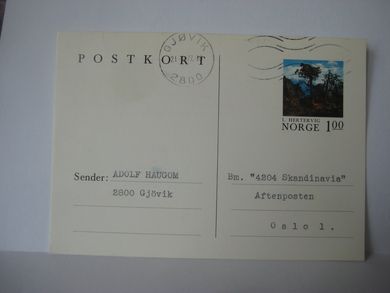 POSTKORT
GJØVIK
2800
L. HERTERVIG
NORGE 1,00
Sender: ADOLF HAUGOM
2800 Gjövik
Bm. "4204 Skandinavia"
Aftenposten
Oslo 1.